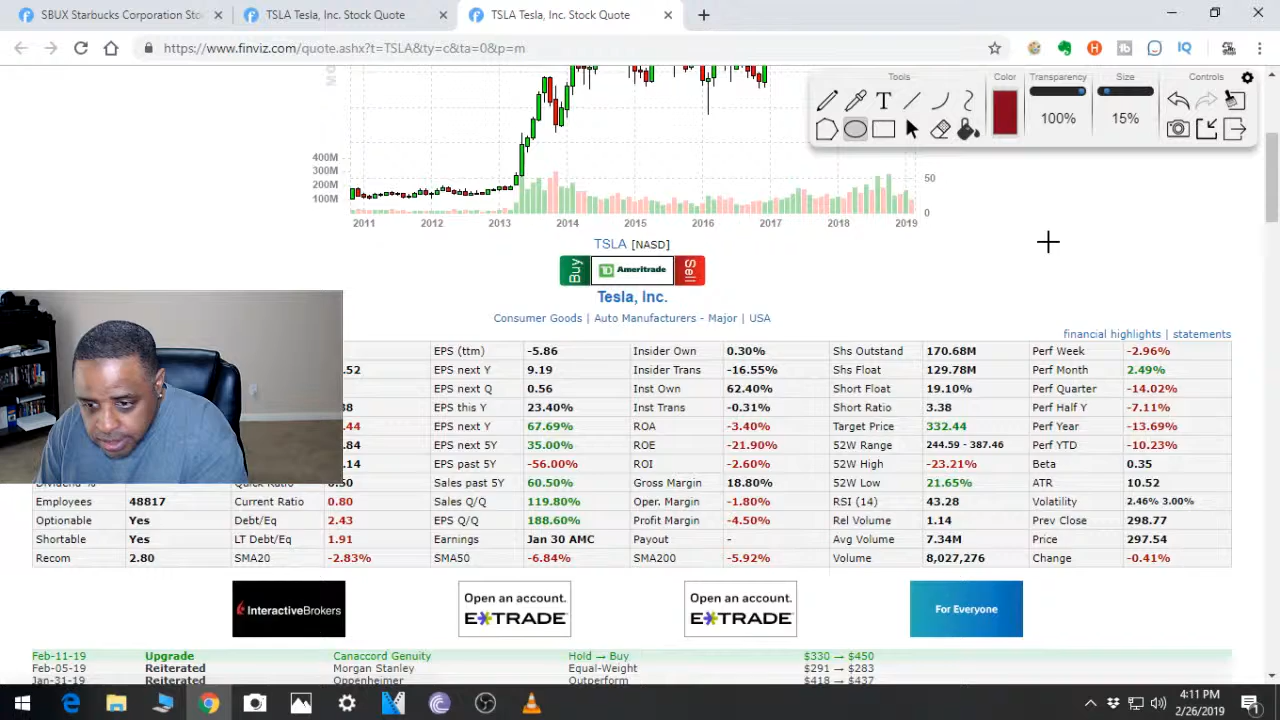 SBUX Starbucks Corporation St
TSLA Tesla, Inc. Stock Quote
TSLA Tesla, Inc. Stock Quote
https://www.finviz.com/quote.ashx?t=TSLA&ty=c&ta=0&p=m
Tools
Color
Transparency
Size
Controls
100%
15%
400M
300M
200M
100M
50
0
2011 2012 2013 2014 2015 2016 2017 2018 2019
TSLA [NASD]
Buy
Ameritrade
Sell
Tesla, Inc.
Consumer Goods | Auto Manufacturers - Major | USA
financial highlights | statements
EPS (ttm) -5.86 Insider Own 0.30% Shs Outstand 170.68M Perf Week -2.96%
.52 EPS next Y 9.19 Insider Trans -16.55% Shs Float 129.78M Perf Month 2.49%
EPS next Q 0.56 Inst Own 62.40% Short Float 19.10% Perf Quarter -14.02%
EPS this Y 23.40% Inst Trans -0.31% Short Ratio 3.38 Perf Half Y -7.11%
.44 EPS next Y 67.69% ROA -3.40% Target Price 332.44 Perf Year -13.69%
.84 EPS next 5Y 35.00% ROE -21.90% 52W Range 244.59 - 387.46 Perf YTD -10.23%
.14 EPS past 5Y -56.00% ROI -2.60% 52W High -23.21% Beta 0.35
Dividend % Quick Ratio 0.50 Sales past 5Y 60.50% Gross Margin 18.80% 52W Low 21.65% ATR 10.52
Employees 48817 Current Ratio 0.80 Sales Q/Q 119.80% Oper. Margin -1.80% RSI (14) 43.28 Volatility 2.46% 3.00%
Optionable Yes Debt/Eq 2.43 EPS Q/Q 188.60% Profit Margin -4.50% Rel Volume 1.14 Prev Close 298.77
Shortable Yes LT Debt/Eq 1.91 Earnings Jan 30 AMC Payout - Avg Volume 7.34M Price 297.54
Recom 2.80 SMA20 -2.83% SMA50 -6.84% SMA200 -5.92% Volume 8,027,276 Change -0.41%
InteractiveBrokers
Open an account.
E*TRADE
Open an account.
E*TRADE
For Everyone
Feb-11-19 Upgrade Canaccord Genuity Hold → Buy $330 → $450
Feb-05-19 Reiterated Morgan Stanley Equal-Weight $291 → $283
Jan-31-19 Reiterated Oppenheimer Outperform $418 → $437
4:11 PM
2/26/2019